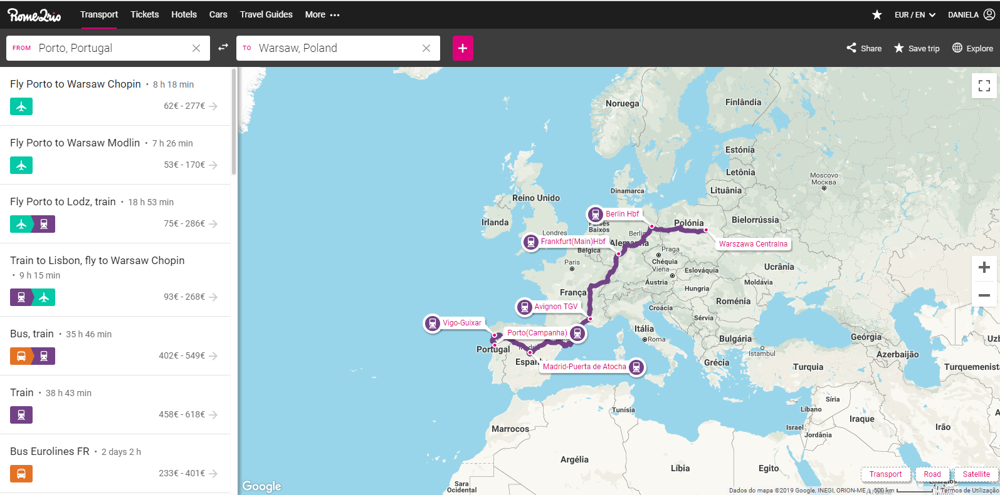 Rome2rio
Transport Tickets Hotels Cars Travel Guides More ••• EUR / EN DANIELA
FROM Porto, Portugal TO Warsaw, Poland + Share Save trip Explore
Fly Porto to Warsaw Chopin • 8 h 18 min
62€ - 277€
Fly Porto to Warsaw Modlin • 7 h 26 min
53€ - 170€
Fly Porto to Lodz, train • 18 h 53 min
75€ - 286€
Train to Lisbon, fly to Warsaw Chopin
• 9 h 15 min
93€ - 268€
Bus, train • 35 h 46 min
402€ - 549€
Train • 38 h 43 min
458€ - 618€
Bus Eurolines FR • 2 days 2 h
233€ - 401€
Noruega
Finlândia
Estónia
Letônia
Moscovo
Москва
Dinamarca
Lituânia
Reino Unido
Berlin Hbf
Irlanda
Países
Baixos
Polónia
Bielorrússia
Londres
Berlim
Frankfurt(Main)Hbf
Alemanha
Warszawa Centralna
Bélgica
Praga
Paris
Chéquia
Viena
Eslováquia
Ucrânia
Áustria
Moldávia
Hungria
França
Roménia
Avignon TGV
Croácia
Sérvia
Vigo-Guixar
Itália
Porto(Campanha)
Roma
Bulgária
Geórgia
Portugal
Istambul
Azerbaijão
Espanha
Grécia
Madrid-Puerta de Atocha
Turquia
Turquemenist
Síria
Tunísia
Líbano
Iraque
Israel
Irão
Marrocos
Jordânia
Argélia
Líbia
Egito
Sara
Ocidental
Transport Road Satellite
Google
Dados do mapa ©2019 Google, INEGI, ORION-ME 500 km Termos de Utilização